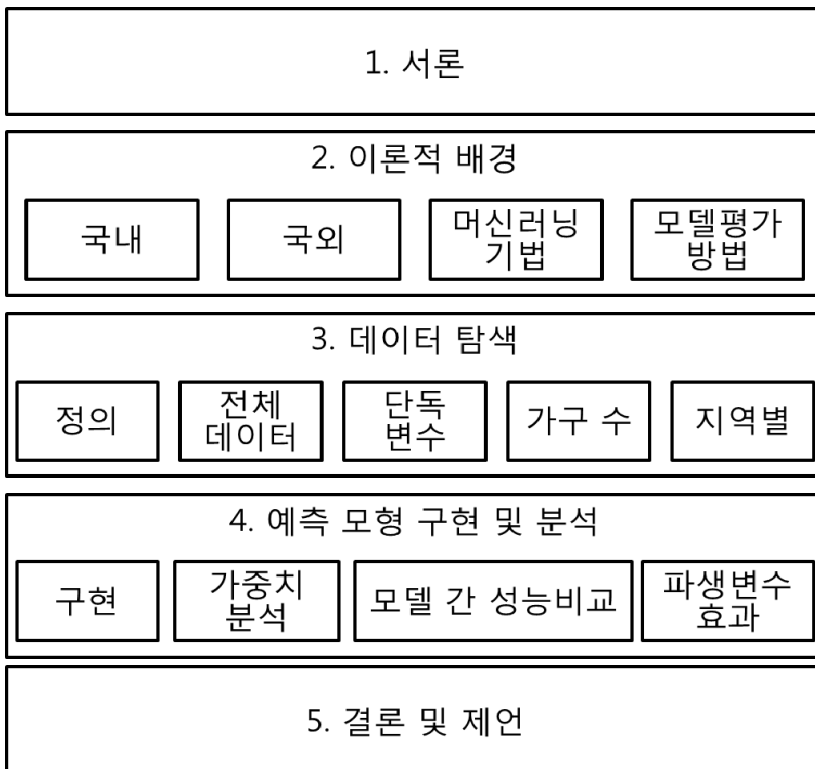 1. 서론
2. 이론적 배경
국내
국외
머신러닝
기법
모델평가
방법
3. 데이터 탐색
정의
전체
데이터
단독
변수
가구 수
지역별
4. 예측 모형 구현 및 분석
구현
가중치
분석
모델 간 성능비교
파생변수
효과
5. 결론 및 제언